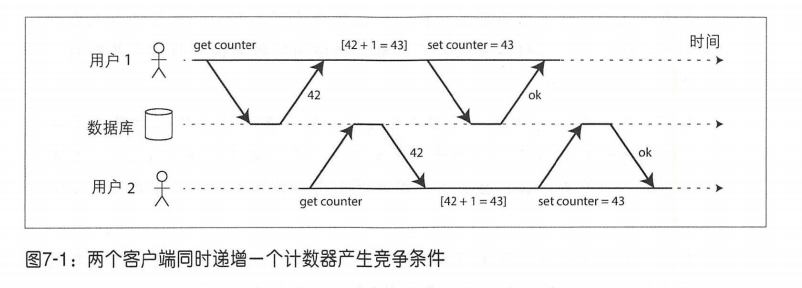 get counter [42 + 1 = 43] set counter = 43 时间
用户 1
42 ok
数据库
42 ok
用户 2
get counter [42 + 1 = 43] set counter = 43
图7-1：两个客户端同时递增一个计数器产生竞争条件